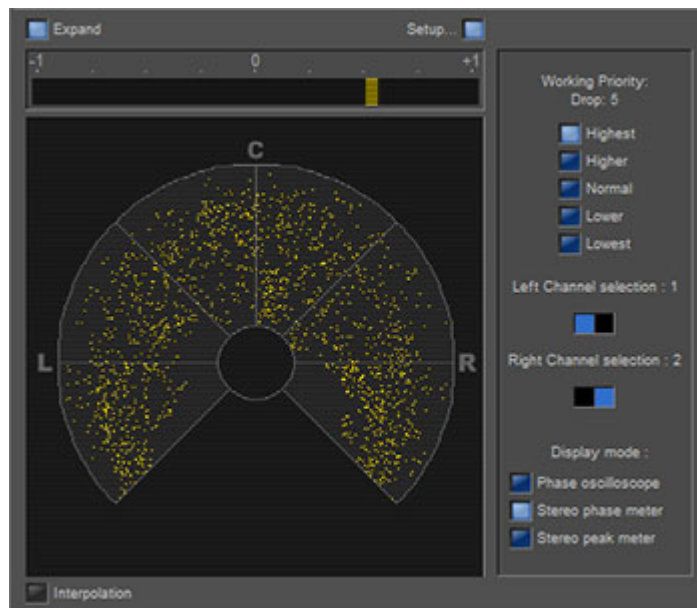 Expand
Setup...
-1 0 +1
C
L
R
Interpolation
Working Priority:
Drop: 5
Highest
Higher
Normal
Lower
Lowest
Left Channel selection : 1
Right Channel selection : 2
Display mode :
Phase oscilloscope
Stereo phase meter
Stereo peak meter